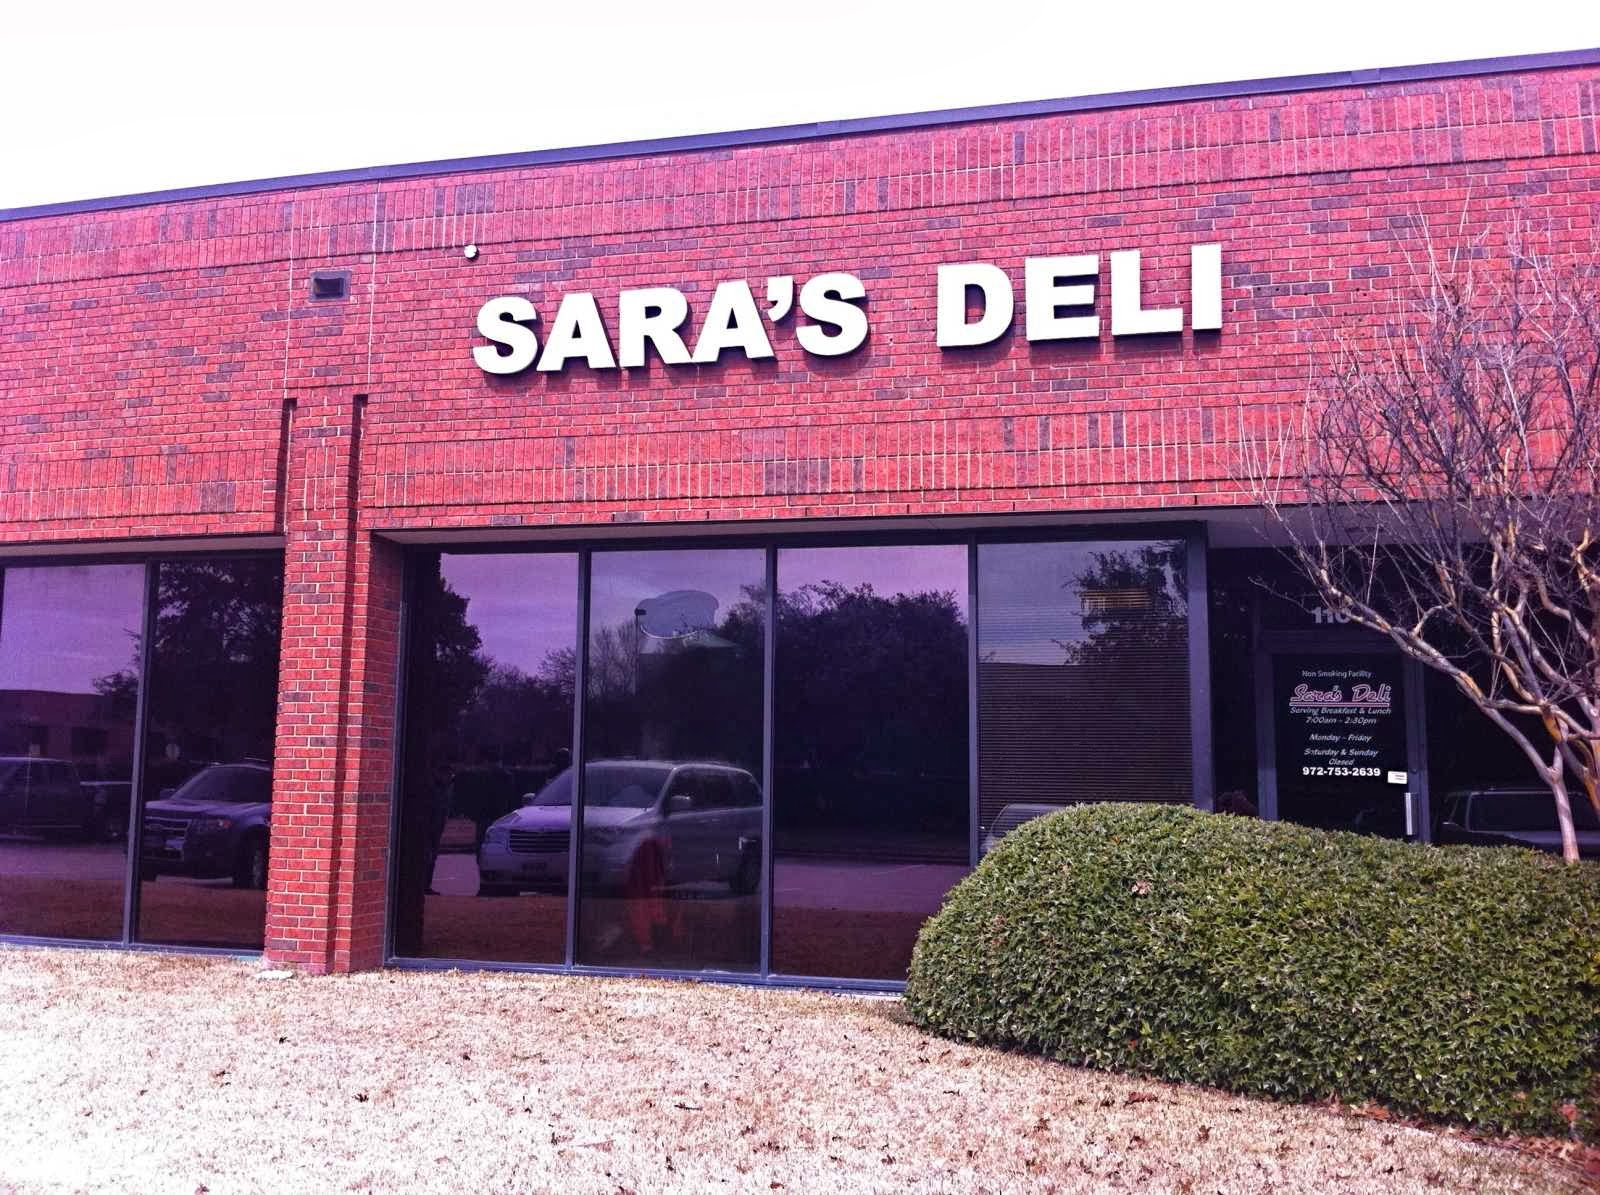 SARA'S DELI
Non Smoking Facility
Sara's Deli
Serving Breakfast & Lunch
7:00am - 2:30pm
Monday - Friday
Saturday & Sunday
Closed
972-753-2639